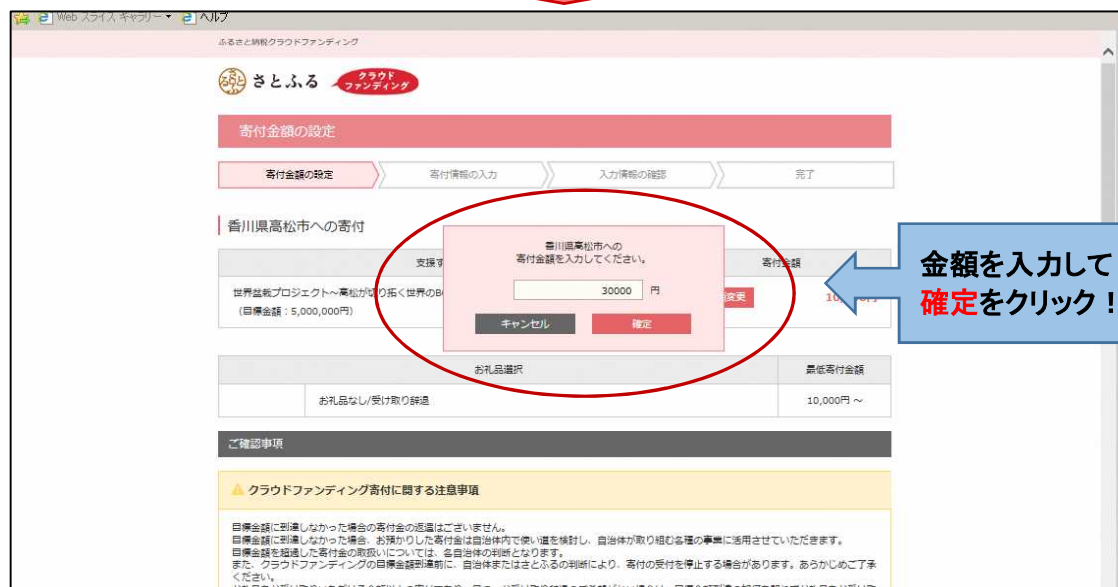 Web スライス ギャラリー ヘルプ
ふるさと納税クラウドファンディング
さとふる クラウド
ファンディング
寄付金額の設定
寄付金額の設定 寄付情報の入力 入力情報の確認 完了
香川県高松市への寄付
支援す 寄付金額
世界盆栽プロジェクト～高松が切り拓く世界のBO
(目標金額：5,000,000円)
変更
香川県高松市への
寄付金額を入力してください。
30000 円
キャンセル 確定
金額を入力して
確定をクリック！
お礼品選択 最低寄付金額
お礼品なし/受け取り辞退 10,000円 ～
ご確認事項
クラウドファンディング寄付に関する注意事項
目標金額に到達しなかった場合の寄付金の返還はございません。
目標金額に到達しなかった場合、お預かりした寄付金は自治体内で使い道を検討し、自治体が取り組む各種の事業に活用させていただきます。
目標金額を超過した寄付金の取扱いについては、各自治体の判断となります。
また、クラウドファンディングの目標金額到達前に、自治体またはさとふるの判断により、寄付の受付を停止する場合があります。あらかじめご了承
ください。